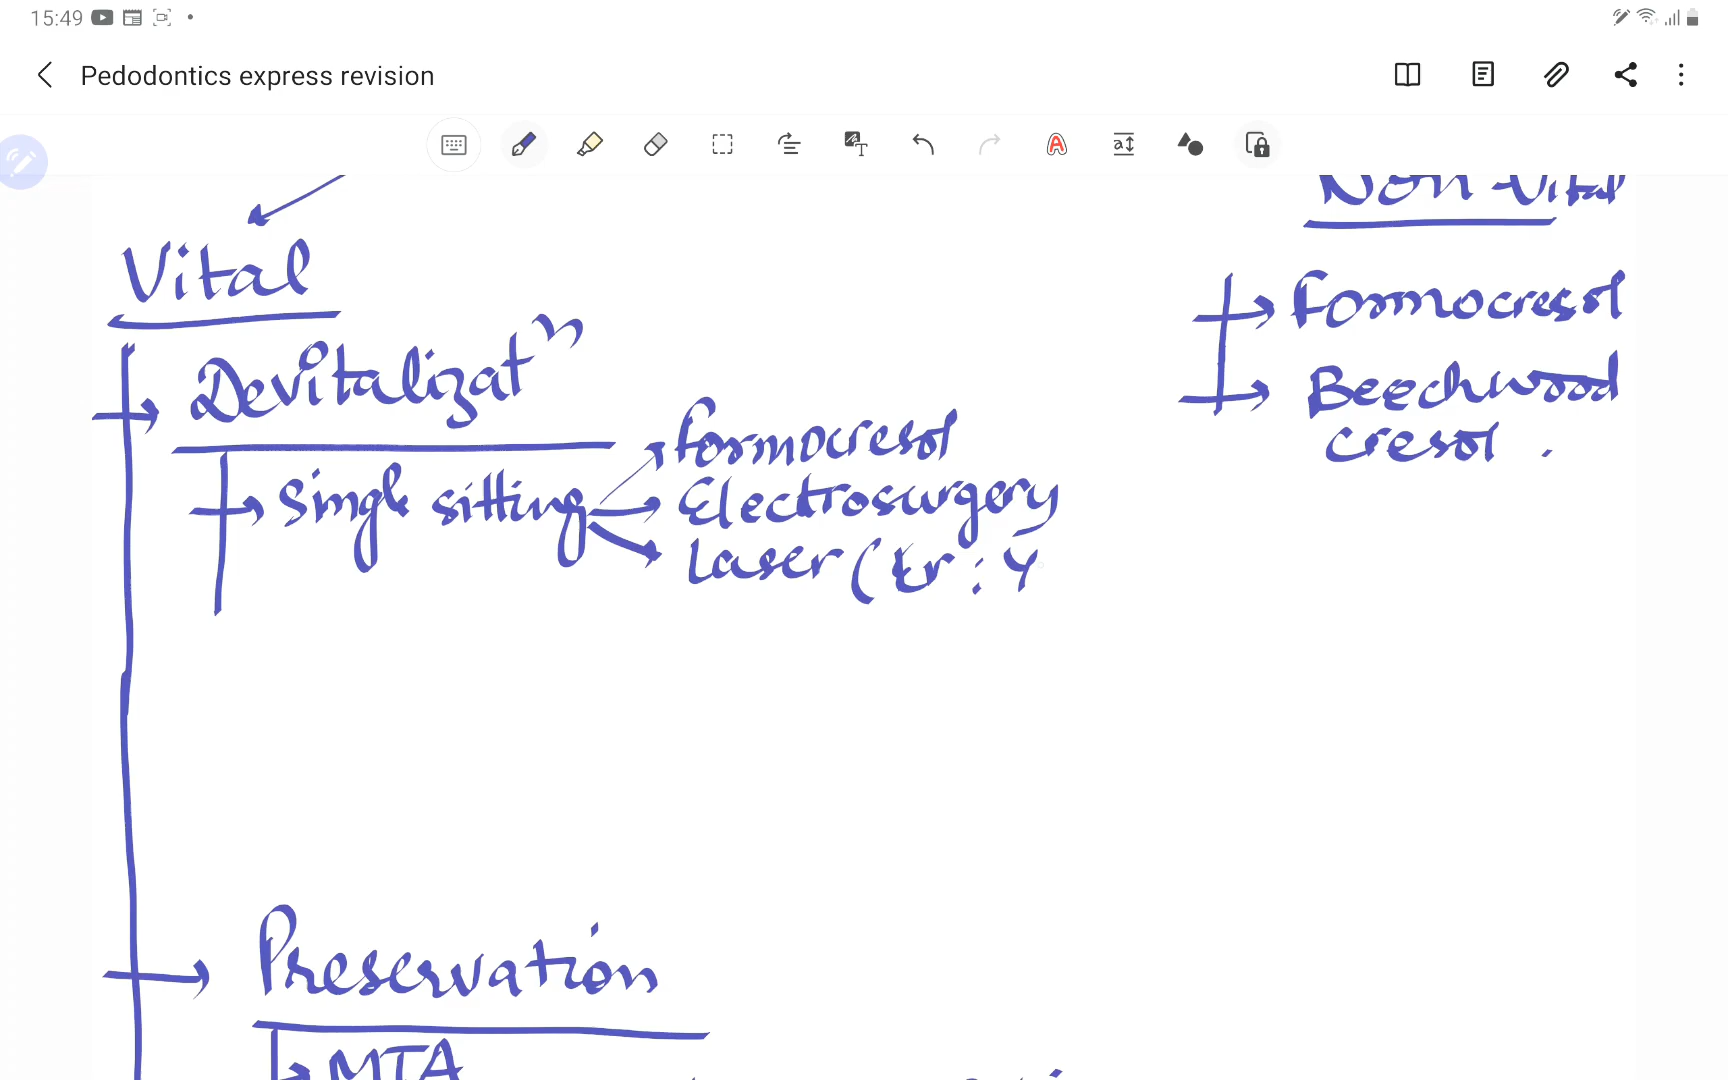 15:49
Pedodontics express revision
Non-Vital
Vital
Formocresol
Devitalizatn
Beechwood
cresol .
Formocresol
Single sitting
Electrosurgery
Laser (Er : Y
Preservation
MTA